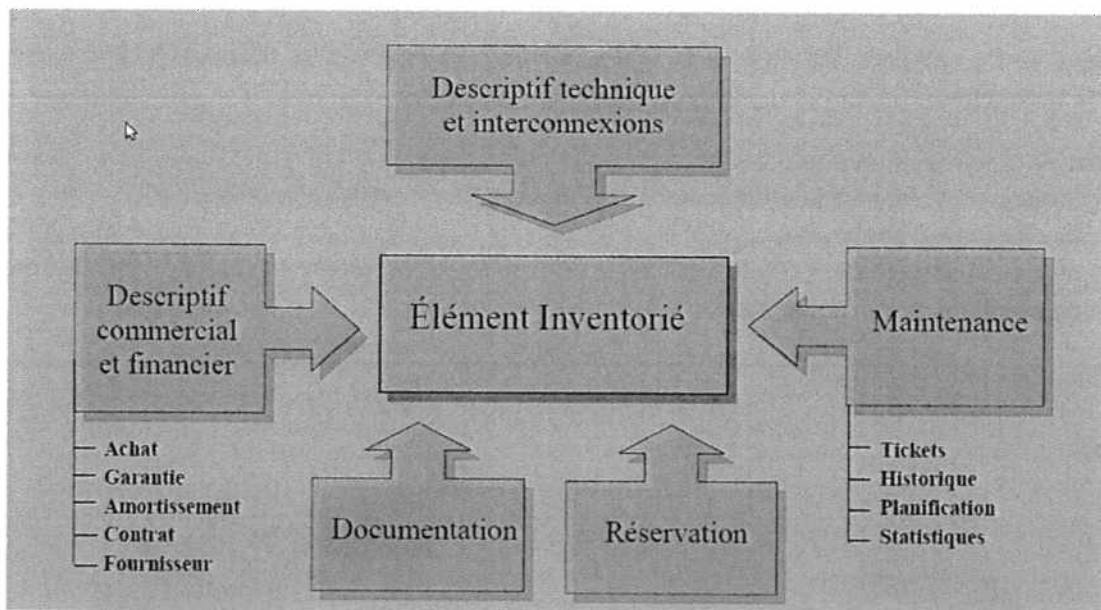 Descriptif technique
et interconnexions
Descriptif
commercial
et financier
Élément Inventorié
Maintenance
Achat
Garantie
Amortissement
Contrat
Fournisseur
Documentation
Réservation
Tickets
Historique
Planification
Statistiques